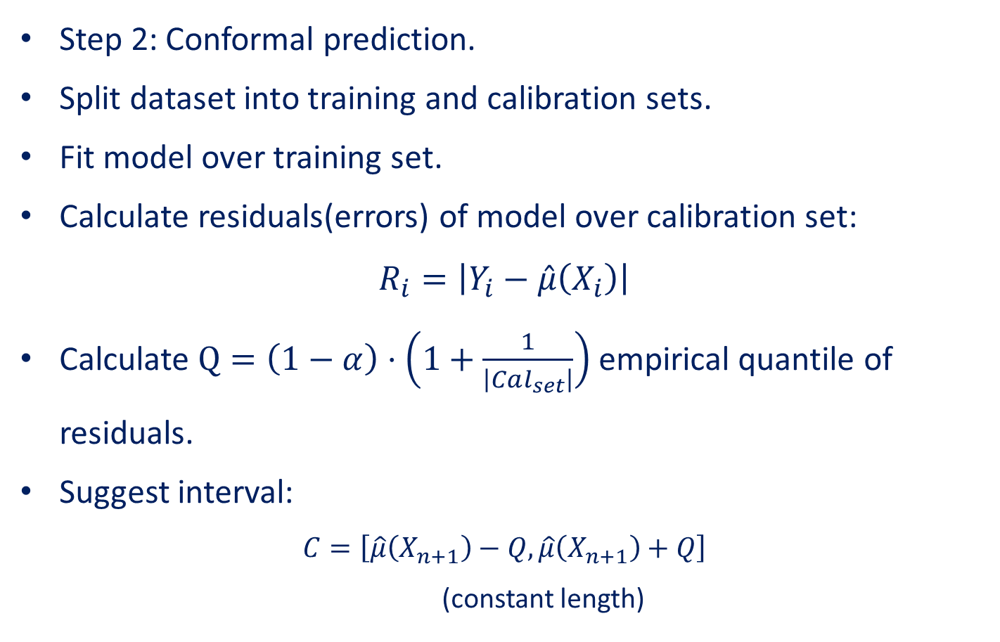 • Step 2: Conformal prediction.
• Split dataset into training and calibration sets.
• Fit model over training set.
• Calculate residuals(errors) of model over calibration set:
$R_i = |Y_i - \hat{\mu}(X_i)|$
• Calculate $Q = (1 - \alpha) \cdot \left(1 + \frac{1}{|Cal_{set}|}\right)$ empirical quantile of
residuals.
• Suggest interval:
$C = [\hat{\mu}(X_{n+1}) - Q, \hat{\mu}(X_{n+1}) + Q]$
(constant length)